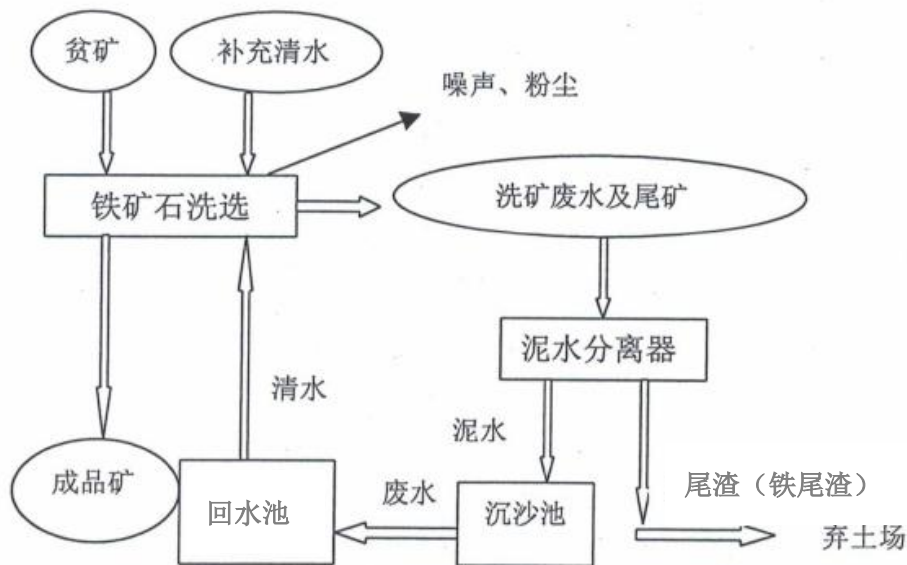 贫矿
补充清水
噪声、粉尘
铁矿石洗选
洗矿废水及尾矿
泥水分离器
清水
泥水
成品矿
回水池
废水
沉沙池
尾渣（铁尾渣）
弃土场